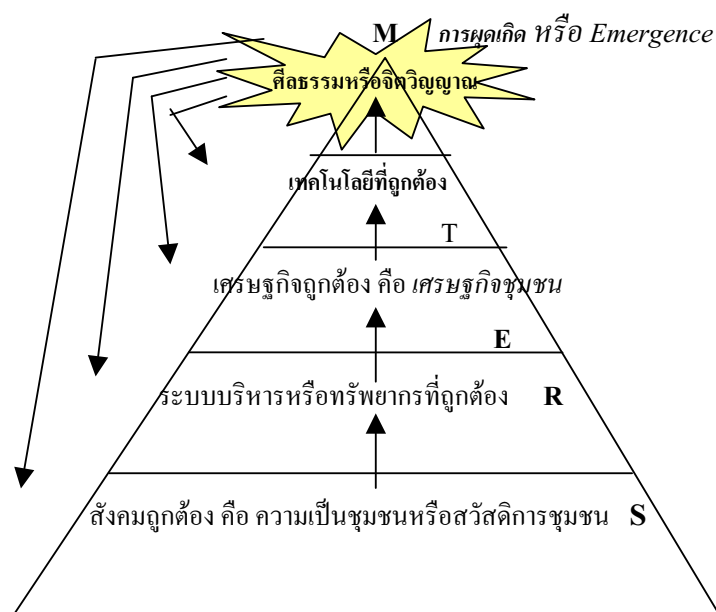 M การผุดเกิด หรือ Emergence
ศีลธรรมหรือจิตวิญญาณ
เทคโนโลยีที่ถูกต้อง
T
เศรษฐกิจถูกต้อง คือ เศรษฐกิจชุมชน
E
ระบบบริหารหรือทรัพยากรที่ถูกต้อง R
สังคมถูกต้อง คือ ความเป็นชุมชนหรือสวัสดิการชุมชน S